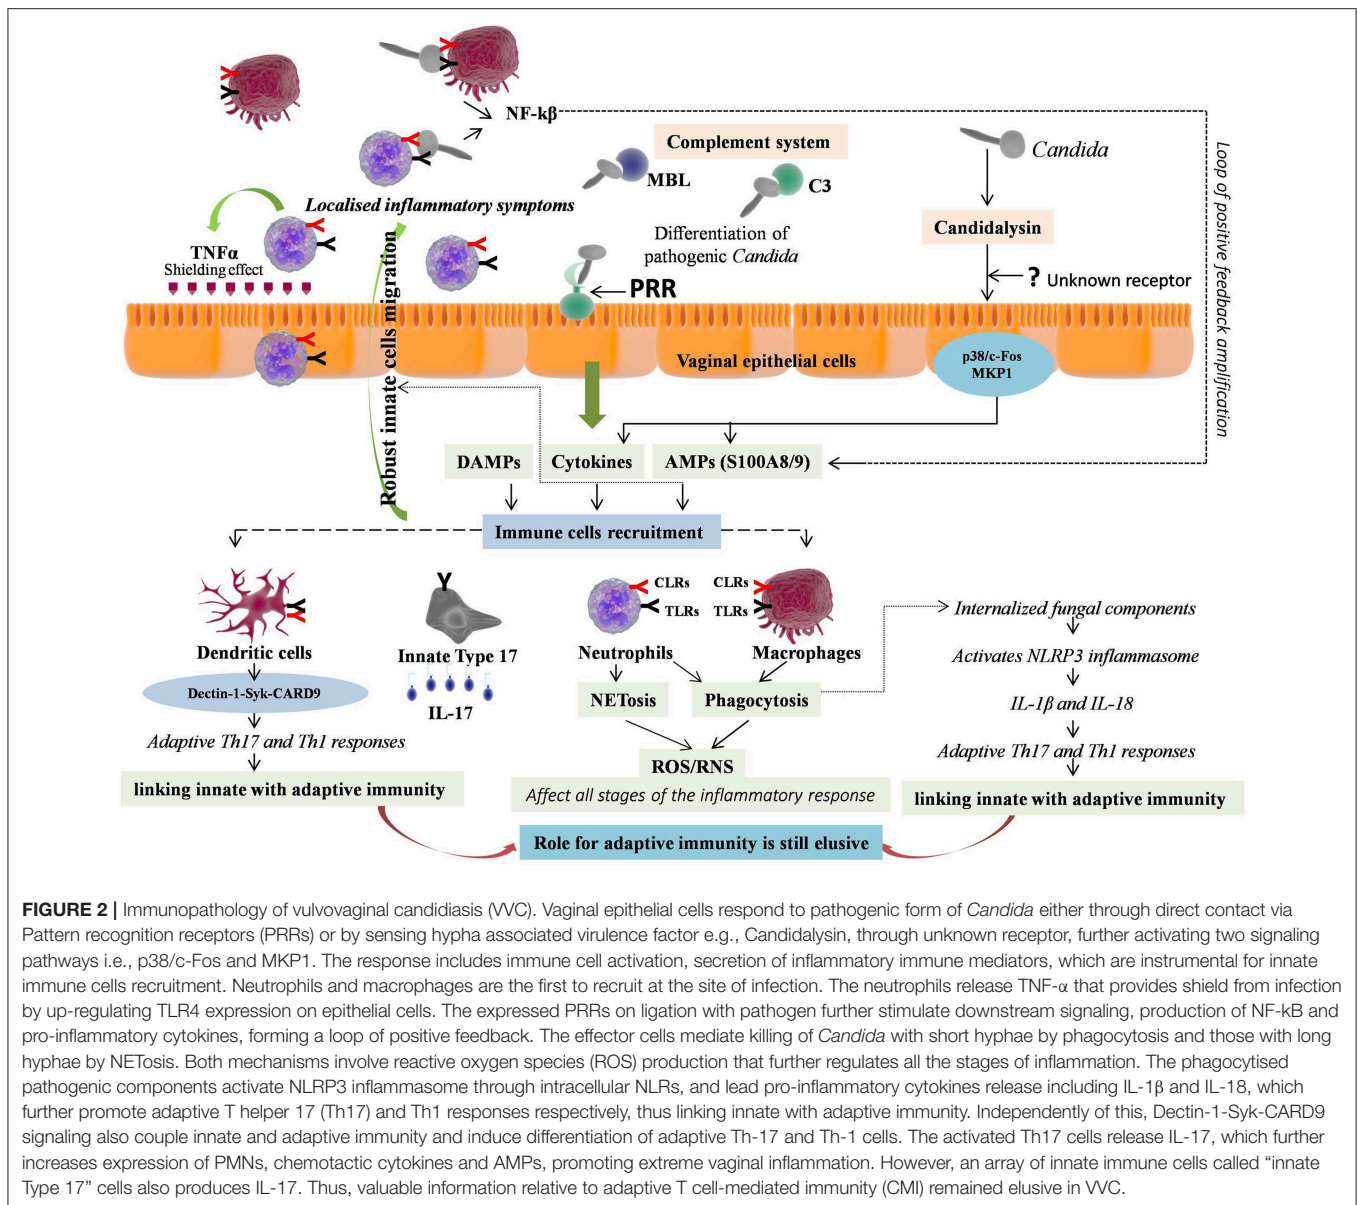 NF-kβ
Complement system
MBL
C3
Candida
Loop of positive feedback amplification
Localised inflammatory symptoms
Differentiation of
pathogenic Candida
Candidalysin
TNFα
Shielding effect
PRR
? Unknown receptor
Robust innate cells migration
Vaginal epithelial cells
p38/c-Fos
MKP1
DAMPs
Cytokines
AMPs (S100A8/9)
Immune cells recruitment
CLRs
TLRs
CLRs
TLRs
Dendritic cells
Innate Type 17
Neutrophils
Macrophages
Internalized fungal components
Dectin-1-Syk-CARD9
IL-17
NETosis
Phagocytosis
Activates NLRP3 inflammasome
IL-1β and IL-18
Adaptive Th17 and Th1 responses
Adaptive Th17 and Th1 responses
ROS/RNS
Affect all stages of the inflammatory response
linking innate with adaptive immunity
linking innate with adaptive immunity
Role for adaptive immunity is still elusive
FIGURE 2 | Immunopathology of vulvovaginal candidiasis (VVC). Vaginal epithelial cells respond to pathogenic form of Candida either through direct contact via
Pattern recognition receptors (PRRs) or by sensing hypha associated virulence factor e.g., Candidalysin, through unknown receptor, further activating two signaling
pathways i.e., p38/c-Fos and MKP1. The response includes immune cell activation, secretion of inflammatory immune mediators, which are instrumental for innate
immune cells recruitment. Neutrophils and macrophages are the first to recruit at the site of infection. The neutrophils release TNF-α that provides shield from infection
by up-regulating TLR4 expression on epithelial cells. The expressed PRRs on ligation with pathogen further stimulate downstream signaling, production of NF-kB and
pro-inflammatory cytokines, forming a loop of positive feedback. The effector cells mediate killing of Candida with short hyphae by phagocytosis and those with long
hyphae by NETosis. Both mechanisms involve reactive oxygen species (ROS) production that further regulates all the stages of inflammation. The phagocytised
pathogenic components activate NLRP3 inflammasome through intracellular NLRs, and lead pro-inflammatory cytokines release including IL-1β and IL-18, which
further promote adaptive T helper 17 (Th17) and Th1 responses respectively, thus linking innate with adaptive immunity. Independently of this, Dectin-1-Syk-CARD9
signaling also couple innate and adaptive immunity and induce differentiation of adaptive Th-17 and Th-1 cells. The activated Th17 cells release IL-17, which further
increases expression of PMNs, chemotactic cytokines and AMPs, promoting extreme vaginal inflammation. However, an array of innate immune cells called “innate
Type 17” cells also produces IL-17. Thus, valuable information relative to adaptive T cell-mediated immunity (CMI) remained elusive in VVC.